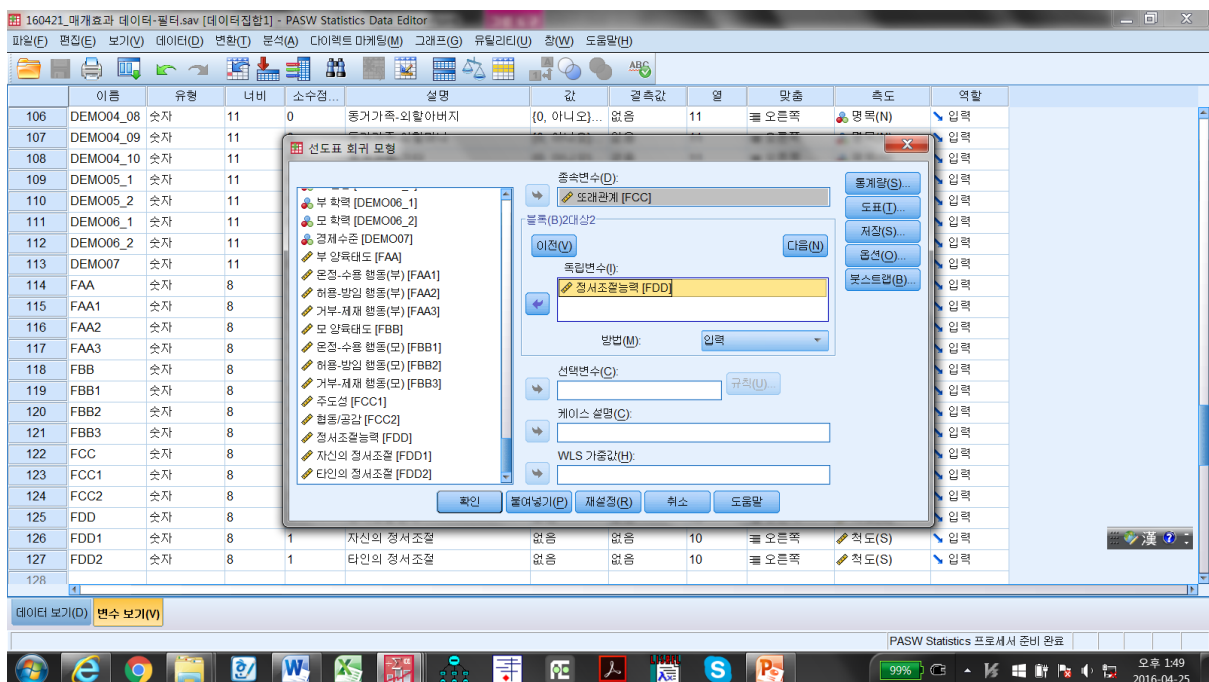 160421_매개효과 데이터-필터.sav [데이터집합1] - PASW Statistics Data Editor
파일(F) 편집(E) 보기(V) 데이터(D) 변환(T) 분석(A) 다이렉트 마케팅(M) 그래프(G) 유틸리티(U) 창(W) 도움말(H)
이름 유형 너비 소수점... 설명 값 결측값 열 맞춤 측도 역할
106 DEMO04_08 숫자 11 0 동거가족-외할아버지 {0, 아니오}... 없음 11 오른쪽 명목(N) 입력
107 DEMO04_09 숫자 11 입력
108 DEMO04_10 숫자 11 입력
109 DEMO05_1 숫자 11 입력
110 DEMO05_2 숫자 11 입력
111 DEMO06_1 숫자 11 입력
112 DEMO06_2 숫자 11 입력
113 DEMO07 숫자 11 입력
114 FAA 숫자 8 입력
115 FAA1 숫자 8 입력
116 FAA2 숫자 8 입력
117 FAA3 숫자 8 입력
118 FBB 숫자 8 입력
119 FBB1 숫자 8 입력
120 FBB2 숫자 8 입력
121 FBB3 숫자 8 입력
122 FCC 숫자 8 입력
123 FCC1 숫자 8 입력
124 FCC2 숫자 8 입력
125 FDD 숫자 8 입력
126 FDD1 숫자 8 1 자신의 정서조절 없음 없음 10 오른쪽 척도(S) 입력
127 FDD2 숫자 8 1 타인의 정서조절 없음 없음 10 오른쪽 척도(S) 입력
128
선도표 회귀 모형
부 학력 [DEMO06_1]
모 학력 [DEMO06_2]
경제수준 [DEMO07]
부 양육태도 [FAA]
온정-수용 행동(부) [FAA1]
허용-방임 행동(부) [FAA2]
거부-제재 행동(부) [FAA3]
모 양육태도 [FBB]
온정-수용 행동(모) [FBB1]
허용-방임 행동(모) [FBB2]
거부-제재 행동(모) [FBB3]
주도성 [FCC1]
협동/공감 [FCC2]
정서조절능력 [FDD]
자신의 정서조절 [FDD1]
타인의 정서조절 [FDD2]
종속변수(D):
또래관계 [FCC]
블록(B)2대상2
이전(V) 다음(N)
독립변수(I):
정서조절능력 [FDD]
방법(M): 입력
선택변수(C):
규칙(U)...
케이스 설명(C):
WLS 가중값(H):
통계량(S)...
도표(T)...
저장(S)...
옵션(O)...
붓스트랩(B)...
확인 붙여넣기(P) 재설정(R) 취소 도움말
漢
데이터 보기(D) 변수 보기(V)
PASW Statistics 프로세서 준비 완료
99%
오후 1:49
2016-04-25